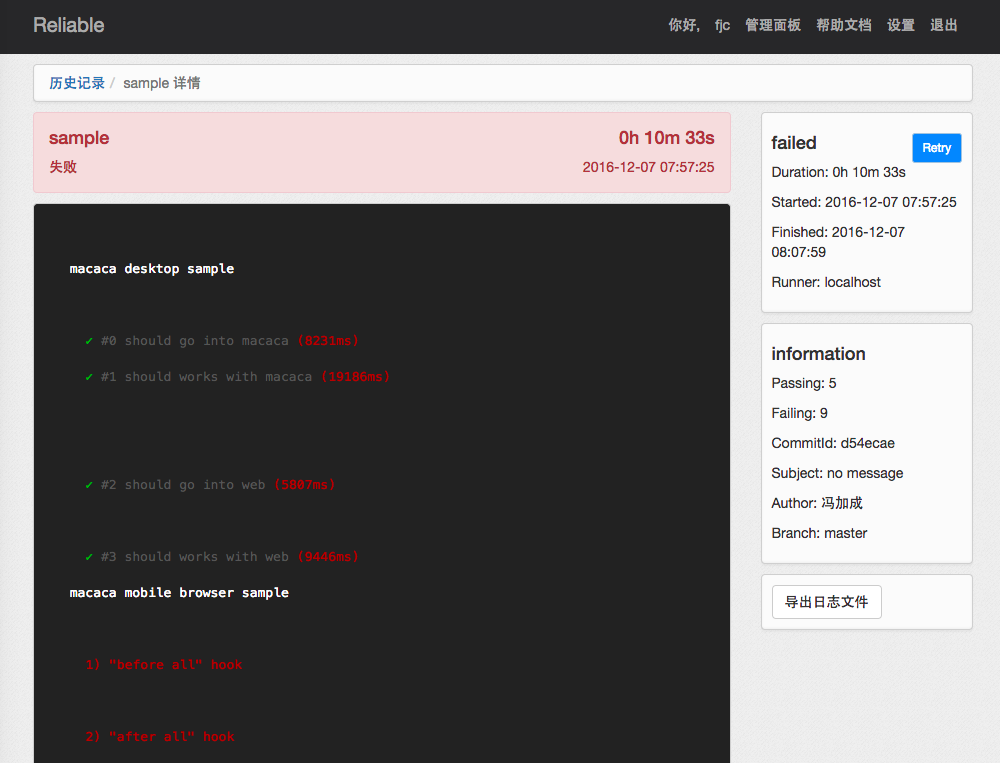 Reliable
你好, fjc 管理面板 帮助文档 设置 退出
历史记录 / sample 详情
sample 0h 10m 33s
失败 2016-12-07 07:57:25
macaca desktop sample
✓ #0 should go into macaca (8231ms)
✓ #1 should works with macaca (19186ms)
✓ #2 should go into web (5807ms)
✓ #3 should works with web (9446ms)
macaca mobile browser sample
1) "before all" hook
2) "after all" hook
failed Retry
Duration: 0h 10m 33s
Started: 2016-12-07 07:57:25
Finished: 2016-12-07
08:07:59
Runner: localhost
information
Passing: 5
Failing: 9
CommitId: d54ecae
Subject: no message
Author: 冯加成
Branch: master
导出日志文件